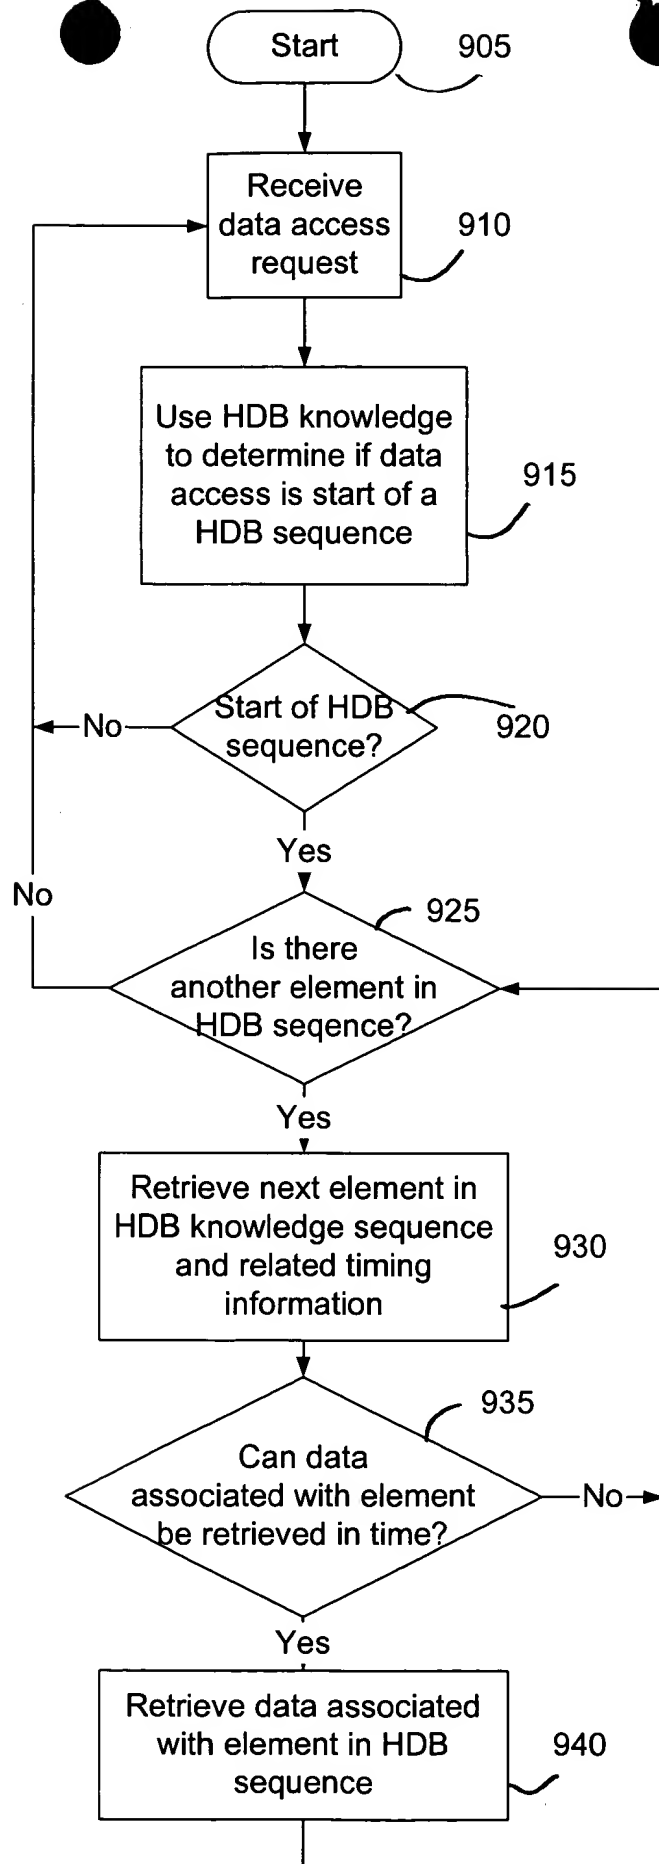 Start
905
Receive
data access
request
910
Use HDB knowledge
to determine if data
access is start of a
HDB sequence
915
Start of HDB
sequence?
920
No
Yes
No
925
Is there
another element in
HDB seqence?
Yes
Retrieve next element in
HDB knowledge sequence
and related timing
information
930
935
Can data
associated with element
be retrieved in time?
No
Yes
Retrieve data associated
with element in HDB
sequence
940